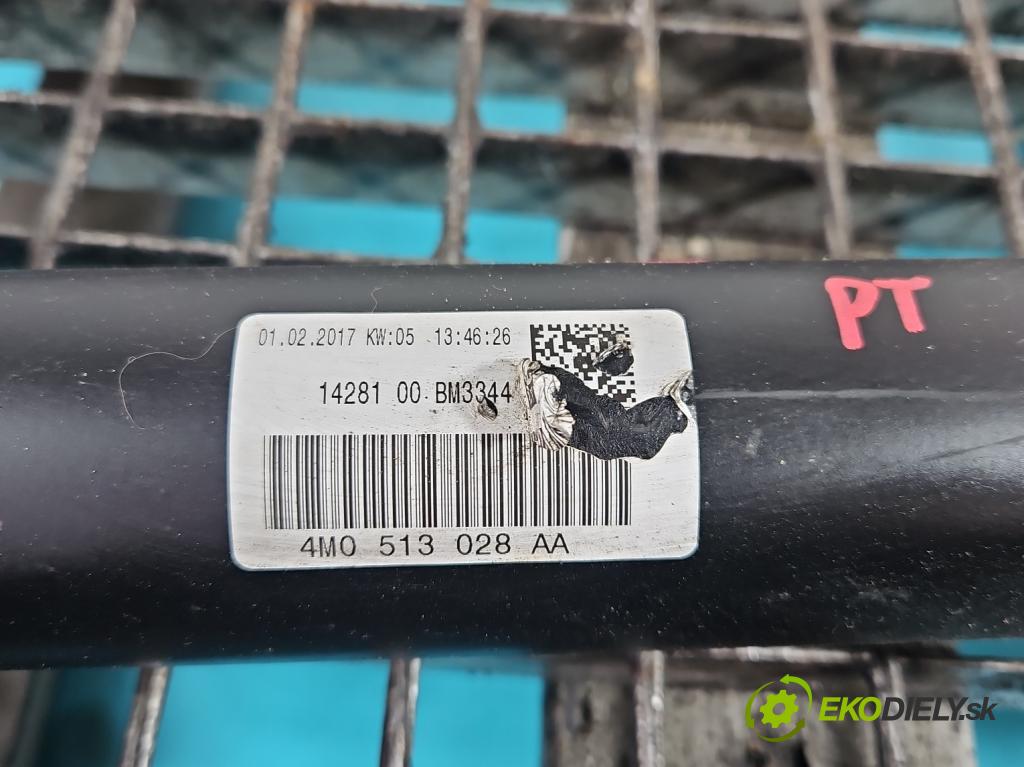 PT
01.02.2017 KW:05 13:46:26
14281 00 BM3344
4M0 513 028 AA
EKODIELY.sk